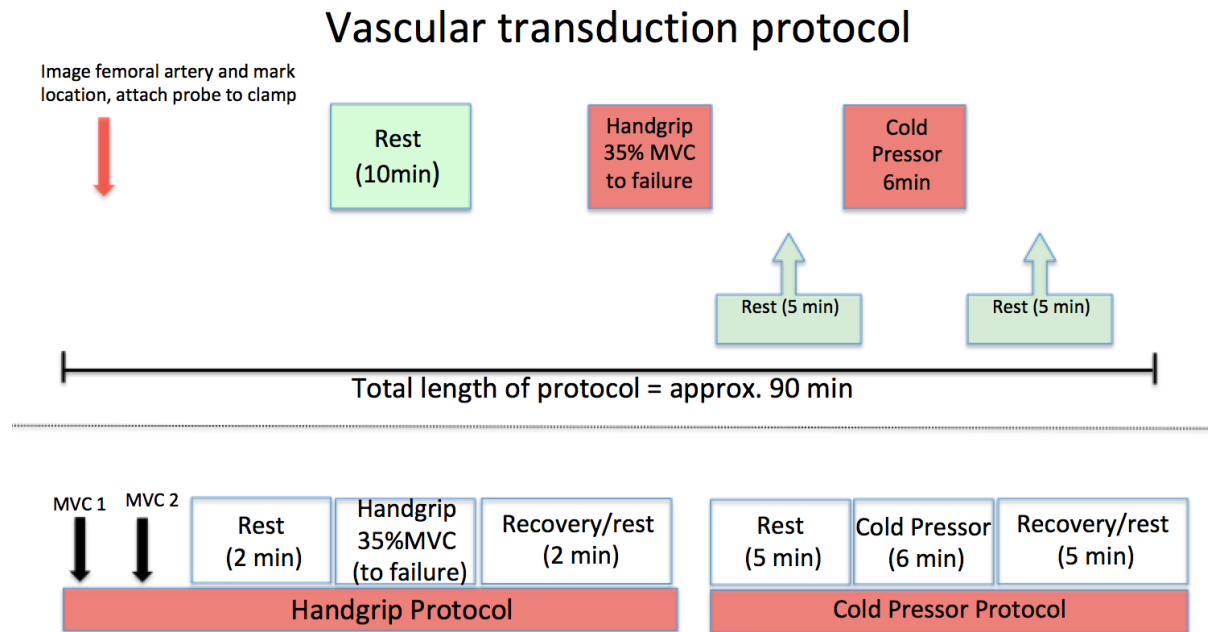 Vascular transduction protocol
Image femoral artery and mark
location, attach probe to clamp
Rest
(10min)
Handgrip
35% MVC
to failure
Cold
Pressor
6min
Rest (5 min)
Rest (5 min)
Total length of protocol = approx. 90 min
MVC 1
MVC 2
Rest
(2 min)
Handgrip
35%MVC
(to failure)
Recovery/rest
(2 min)
Rest
(5 min)
Cold Pressor
(6 min)
Recovery/rest
(5 min)
Handgrip Protocol
Cold Pressor Protocol